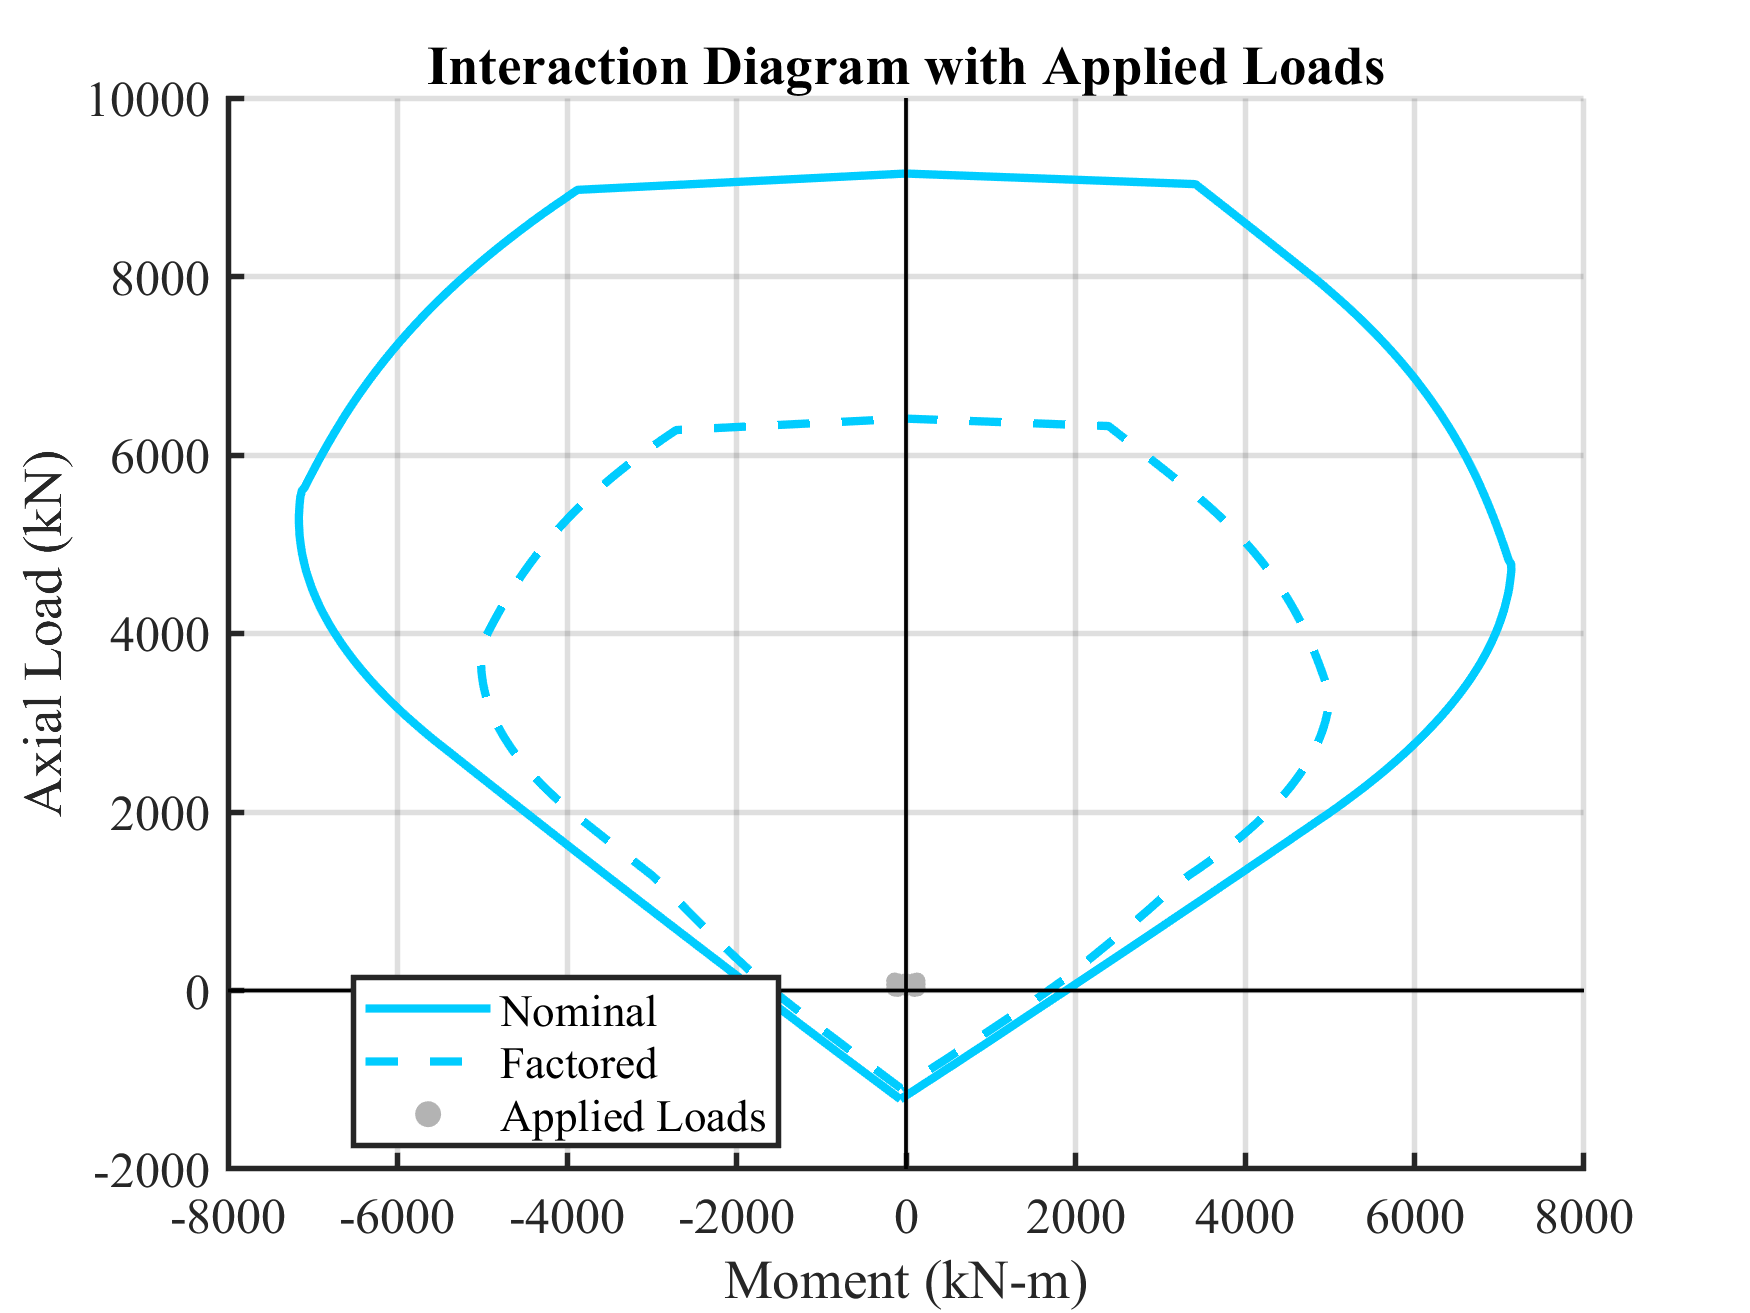 Interaction Diagram with Applied Loads
10000
8000
6000
4000
2000
0
-2000
Axial Load (kN)
Nominal
Factored
Applied Loads
-8000 -6000 -4000 -2000 0 2000 4000 6000 8000
Moment (kN-m)